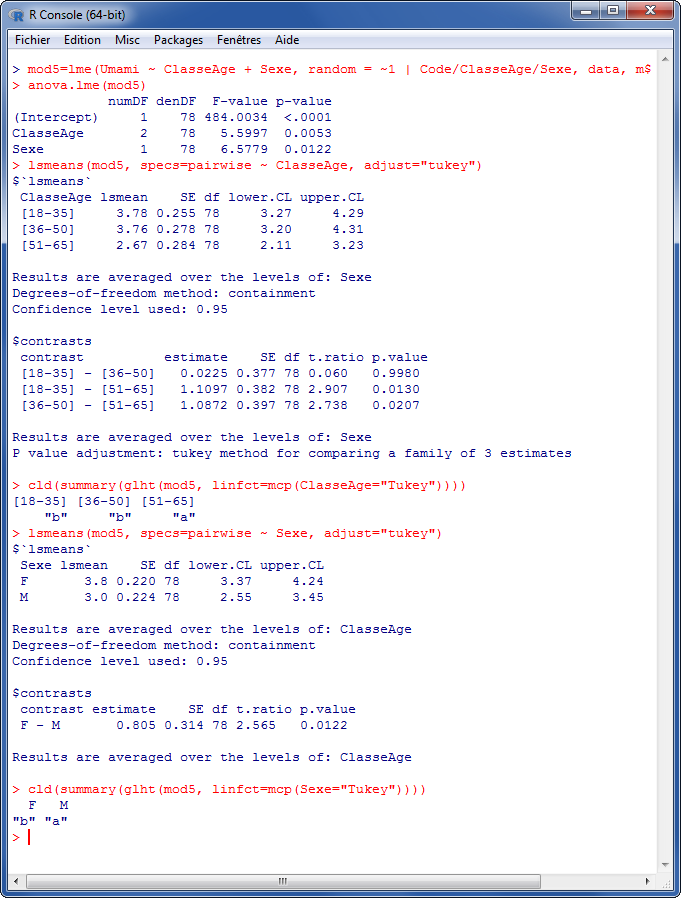 R Console (64-bit)
Fichier Edition Misc Packages Fenêtres Aide
> mod5=lme(Umami ~ ClasseAge + Sexe, random = ~1 | Code/ClasseAge/Sexe, data, m$
> anova.lme(mod5)
            numDF denDF  F-value p-value
(Intercept)     1    78 484.0034  <.0001
ClasseAge       2    78   5.5997  0.0053
Sexe            1    78   6.5779  0.0122
> lsmeans(mod5, specs=pairwise ~ ClasseAge, adjust="tukey")
$`lsmeans`
 ClasseAge lsmean    SE df lower.CL upper.CL
 [18-35]     3.78 0.255 78     3.27     4.29
 [36-50]     3.76 0.278 78     3.20     4.31
 [51-65]     2.67 0.284 78     2.11     3.23
Results are averaged over the levels of: Sexe
Degrees-of-freedom method: containment
Confidence level used: 0.95
$contrasts
 contrast          estimate    SE df t.ratio p.value
 [18-35] - [36-50]   0.0225 0.377 78 0.060   0.9980
 [18-35] - [51-65]   1.1097 0.382 78 2.907   0.0130
 [36-50] - [51-65]   1.0872 0.397 78 2.738   0.0207
Results are averaged over the levels of: Sexe
P value adjustment: tukey method for comparing a family of 3 estimates
> cld(summary(glht(mod5, linfct=mcp(ClasseAge="Tukey"))))
[18-35] [36-50] [51-65]
    "b"     "b"     "a"
> lsmeans(mod5, specs=pairwise ~ Sexe, adjust="tukey")
$`lsmeans`
 Sexe lsmean    SE df lower.CL upper.CL
 F       3.8 0.220 78     3.37     4.24
 M       3.0 0.224 78     2.55     3.45
Results are averaged over the levels of: ClasseAge
Degrees-of-freedom method: containment
Confidence level used: 0.95
$contrasts
 contrast estimate    SE df t.ratio p.value
 F - M       0.805 0.314 78 2.565   0.0122
Results are averaged over the levels of: ClasseAge
> cld(summary(glht(mod5, linfct=mcp(Sexe="Tukey"))))
  F   M
"b" "a"
>